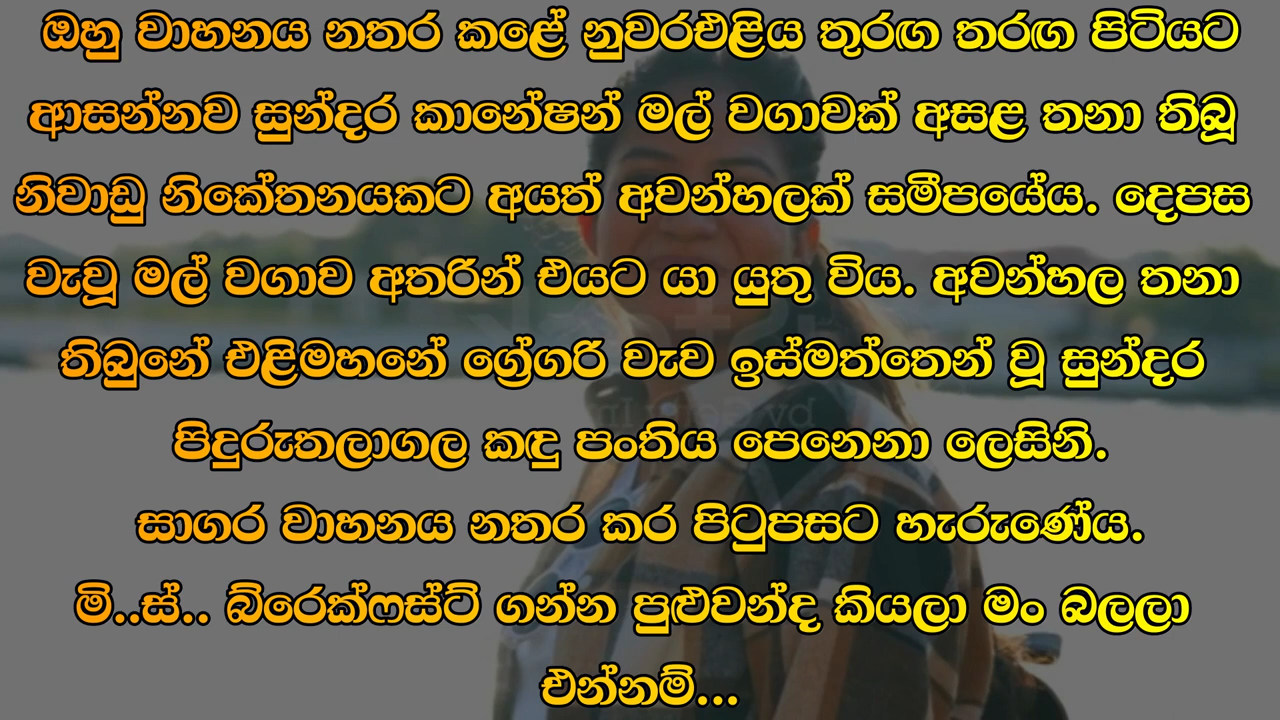 ඔහු වාහනය නතර කළේ නුවරඑළිය තුරඟ තරඟ පිටියට
ආසන්නව සුන්දර කානේෂන් මල් වගාවක් අසළ තනා තිබූ
නිවාඩු නිකේතනයකට අයත් අවන්හලක් සමීපයේය. දෙපස
වැවූ මල් වගාව අතරින් එයට යා යුතු විය. අවන්හල තනා
තිබුනේ එළිමහනේ ග්‍රේගරි වැව ඉස්මත්තෙන් වූ සුන්දර
පිදුරුතලාගල කඳු පංතිය පෙනෙනා ලෙසිනි.
සාගර වාහනය නතර කර පිටුපසට හැරුණේය.
මි..ස්.. බ්රෙක්ෆස්ට් ගන්න පුළුවන්ද කියලා මං බලලා
එන්නම්...